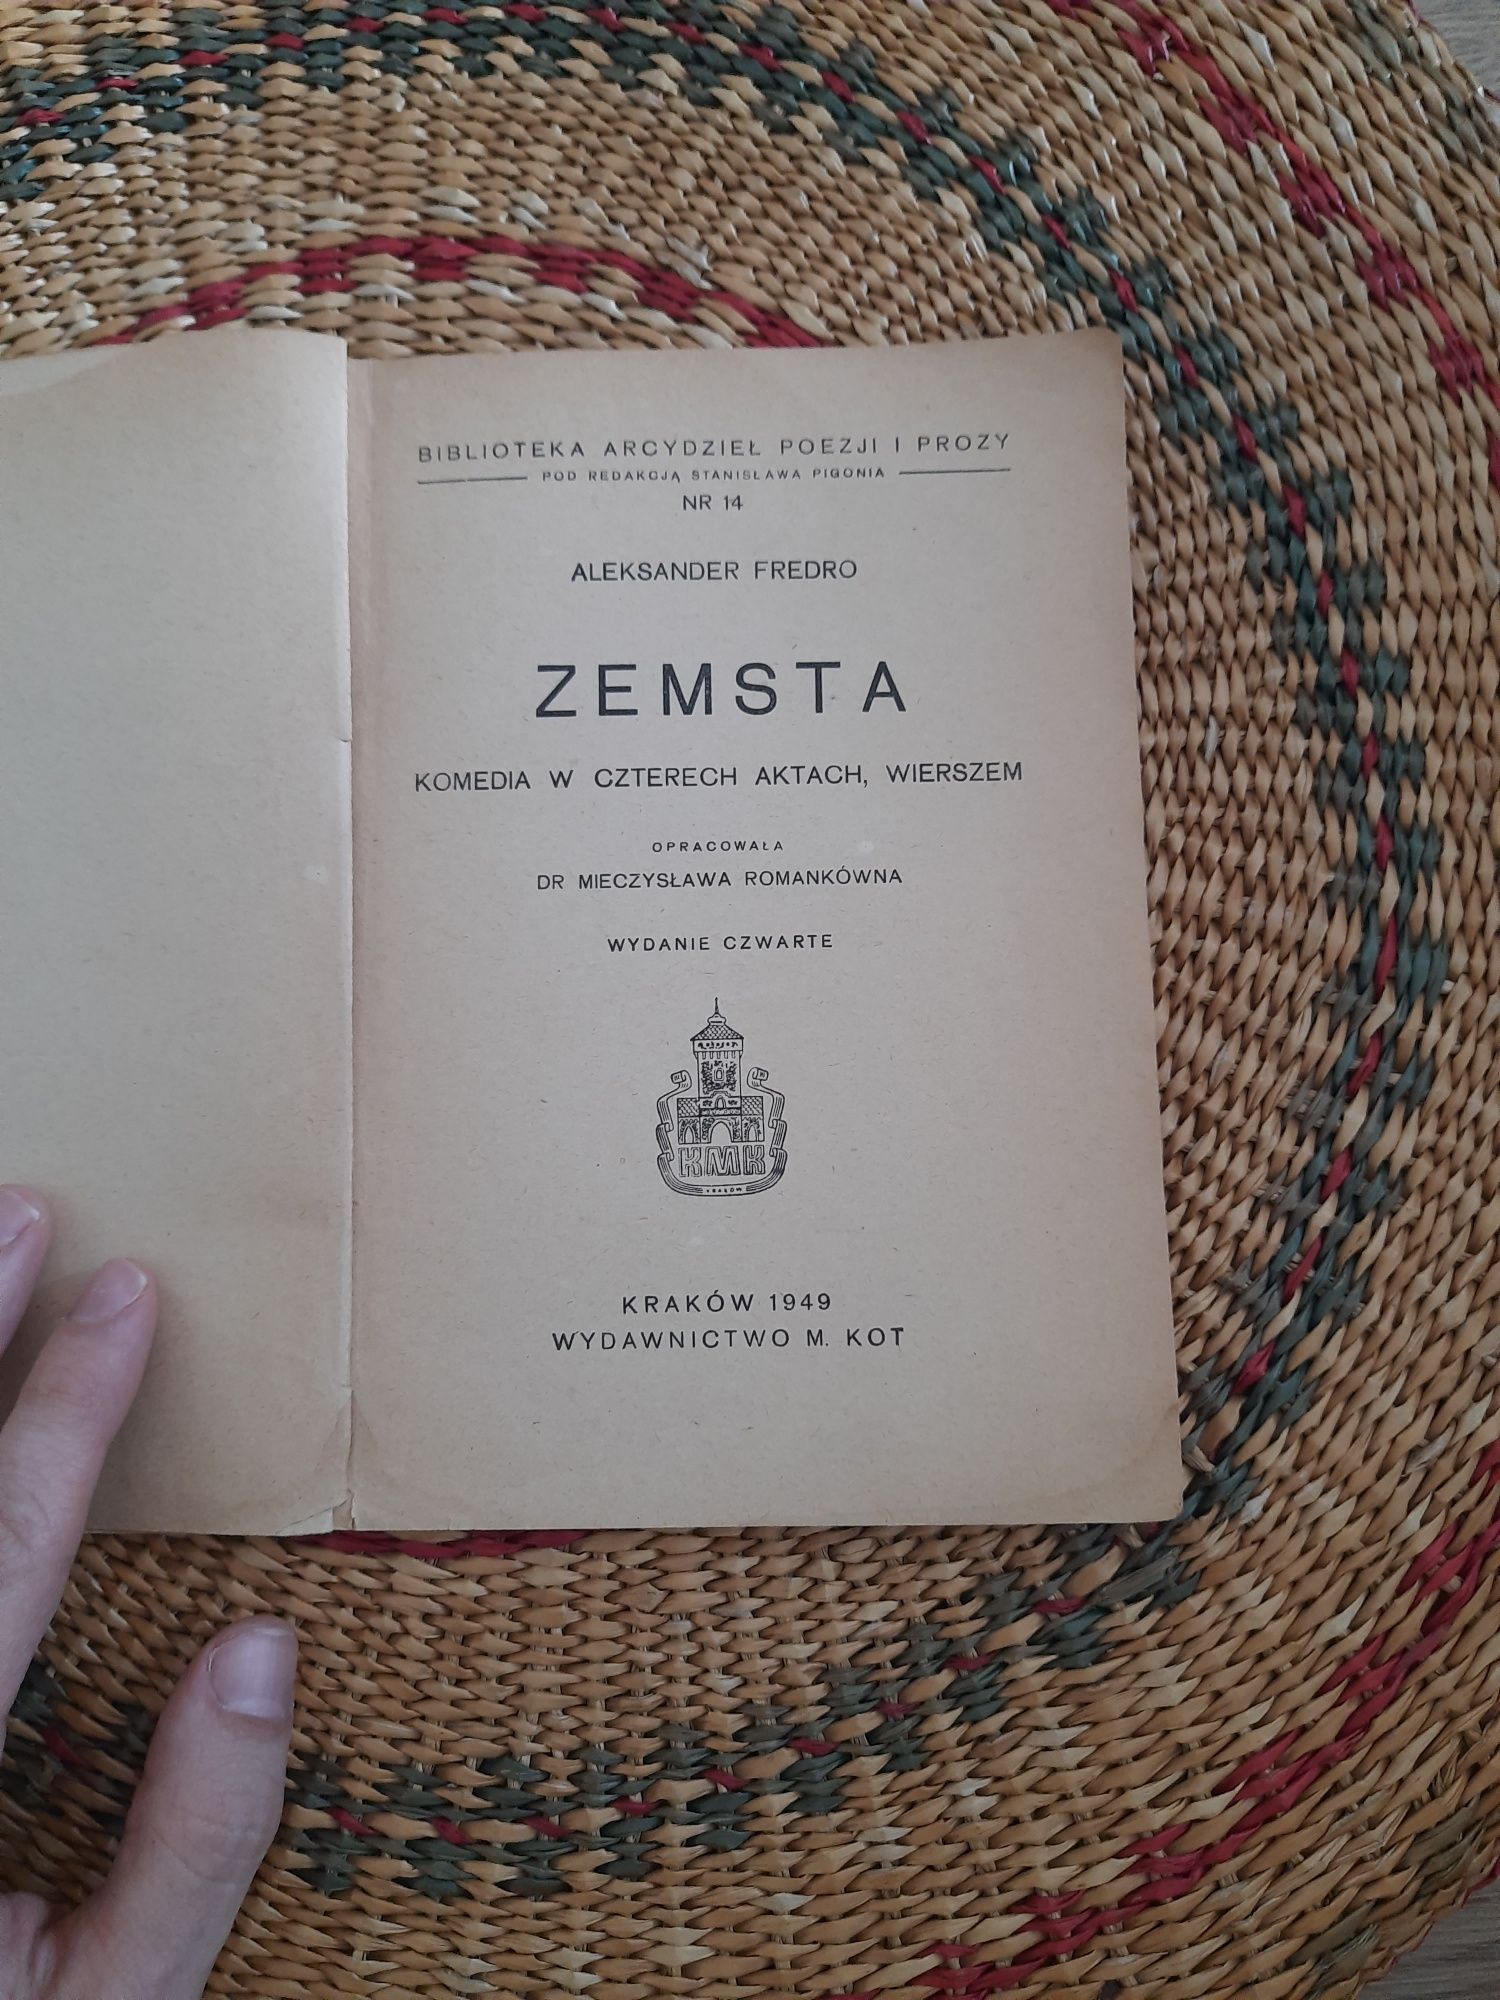 BIBLIOTEKA ARCYDZIEŁ POEZJI I PROZY
POD REDAKCJĄ STANISŁAWA PIGONIA
NR 14
ALEKSANDER FREDRO
ZEMSTA
KOMEDIA W CZTERECH AKTACH, WIERSZEM
OPRACOWAŁA
DR MIECZYSŁAWA ROMANKÓWNA
WYDANIE CZWARTE
KMK
KRAKÓW
KRAKÓW 1949
WYDAWNICTWO M. KOT